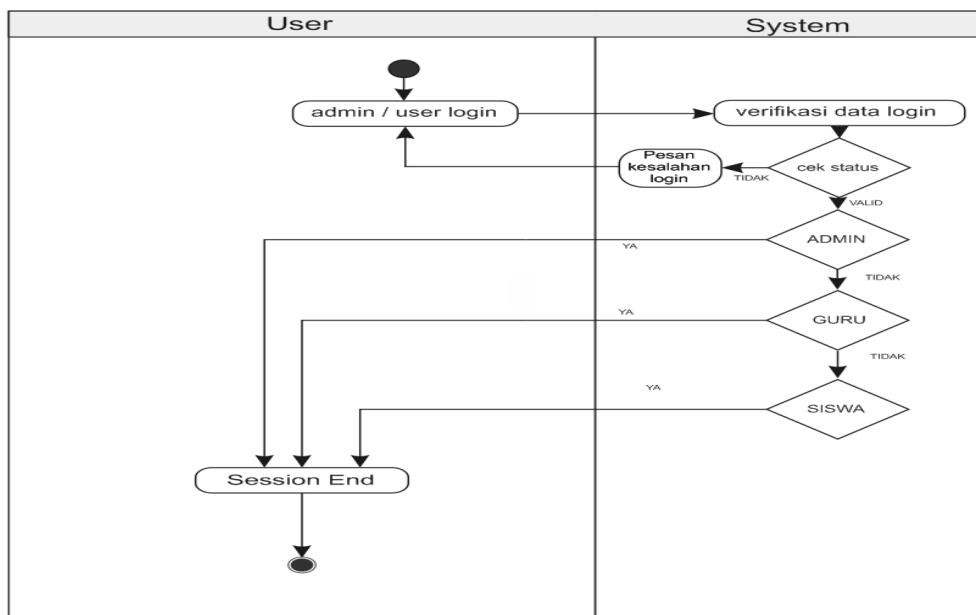 User
System
admin / user login
verifikasi data login
Pesan
kesalahan
login
TIDAK
cek status
VALID
ADMIN
YA
TIDAK
GURU
YA
TIDAK
SISWA
YA
Session End